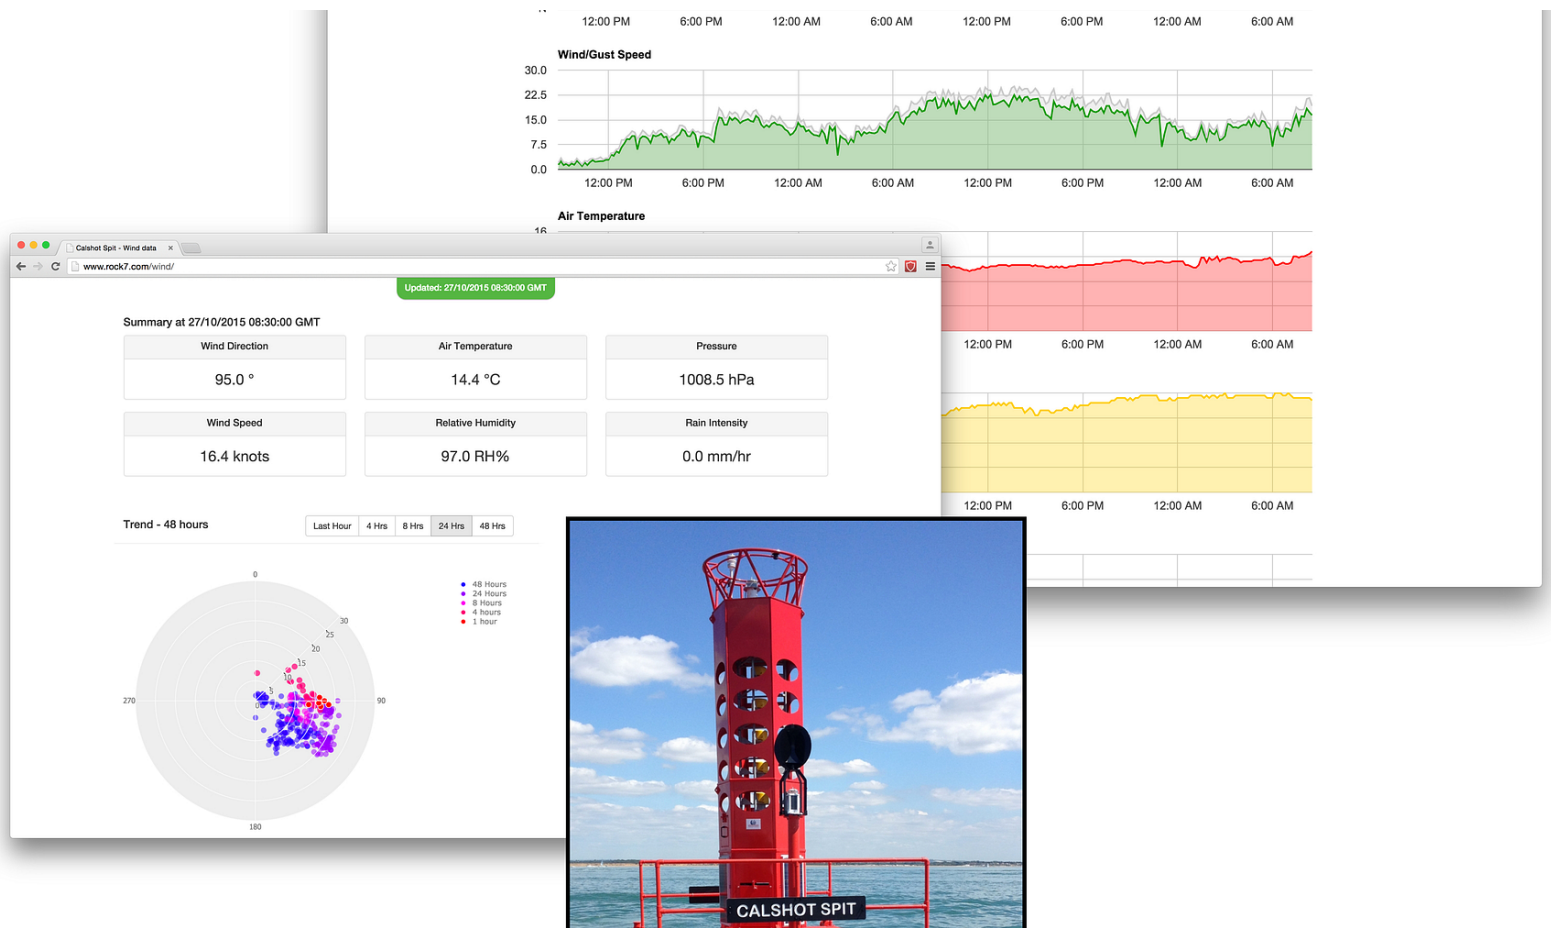 12:00 PM 6:00 PM 12:00 AM 6:00 AM 12:00 PM 6:00 PM 12:00 AM 6:00 AM
Wind/Gust Speed
30.0
22.5
15.0
7.5
0.0
12:00 PM 6:00 PM 12:00 AM 6:00 AM 12:00 PM 6:00 PM 12:00 AM 6:00 AM
Air Temperature
16
12:00 PM 6:00 PM 12:00 AM 6:00 AM
12:00 PM 6:00 PM 12:00 AM 6:00 AM
Calshot Spit - Wind data
www.rock7.com/wind/
Updated: 27/10/2015 08:30:00 GMT
Summary at 27/10/2015 08:30:00 GMT
Wind Direction Air Temperature Pressure
95.0 ° 14.4 °C 1008.5 hPa
Wind Speed Relative Humidity Rain Intensity
16.4 knots 97.0 RH% 0.0 mm/hr
Trend - 48 hours
Last Hour 4 Hrs 8 Hrs 24 Hrs 48 Hrs
0
48 Hours
24 Hours
8 Hours
4 hours
1 hour
30
25
20
15
10
5
0
270 90
180
CALSHOT SPIT